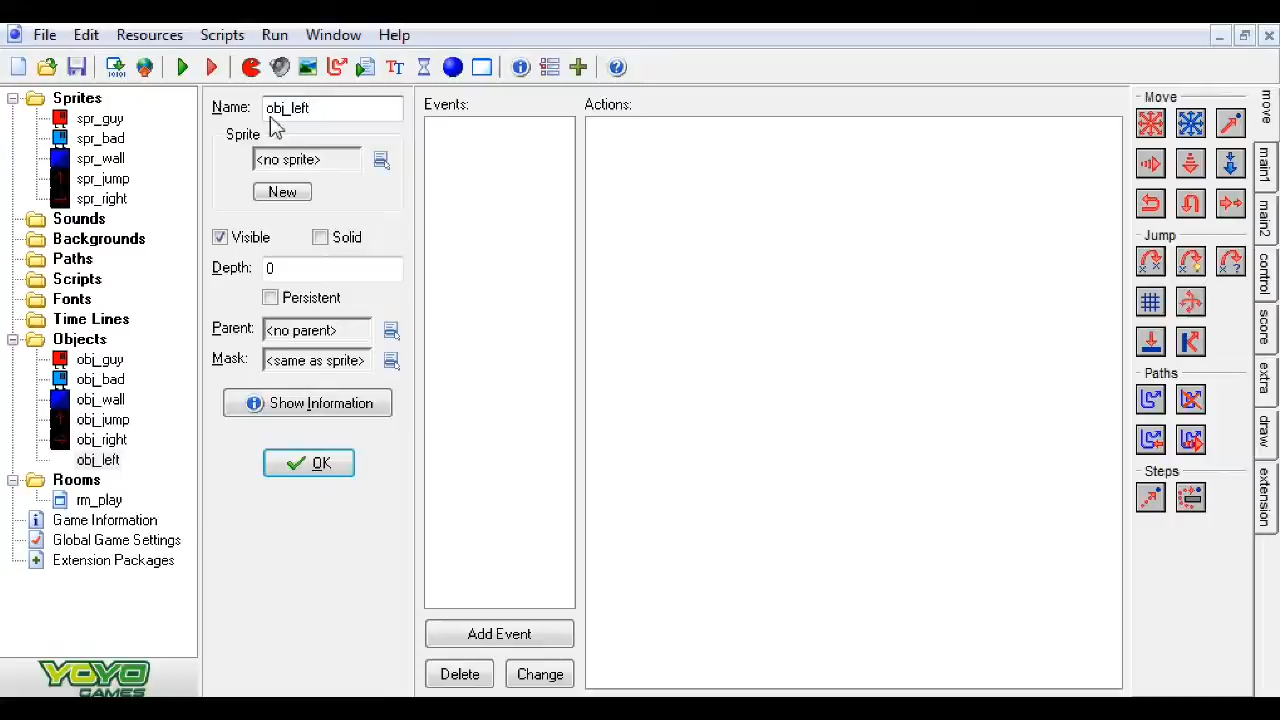 File Edit Resources Scripts Run Window Help
Sprites
spr_guy
spr_bad
spr_wall
spr_jump
spr_right
Sounds
Backgrounds
Paths
Scripts
Fonts
Time Lines
Objects
obj_guy
obj_bad
obj_wall
obj_jump
obj_right
obj_left
Rooms
rm_play
Game Information
Global Game Settings
Extension Packages
YOYO
GAMES
Name: obj_left
Sprite
<no sprite>
New
Visible Solid
Depth: 0
Persistent
Parent: <no parent>
Mask: <same as sprite>
Show Information
OK
Events:
Add Event
Delete Change
Actions:
Move
Jump
Paths
Steps
move
main1
main2
control
score
extra
draw
extension